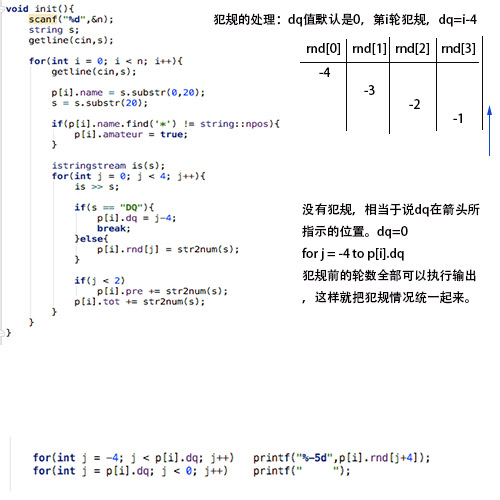 void init(){
scanf("%d",&n);
string s;
getline(cin,s);
for(int i = 0; i < n; i++){
getline(cin,s);
p[i].name = s.substr(0,20);
s = s.substr(20);
if(p[i].name.find('*') != string::npos){
p[i].amateur = true;
}
istringstream is(s);
for(int j = 0; j < 4; j++){
is >> s;
if(s == "DQ"){
p[i].dq = j-4;
break;
}else{
p[i].rnd[j] = str2num(s);
}
if(j < 2)
p[i].pre += str2num(s);
p[i].tot += str2num(s);
}
}
}
犯规的处理：dq值默认是0，第i轮犯规，dq=i-4
rnd[0] rnd[1] rnd[2] rnd[3]
-4
-3
-2
-1
没有犯规，相当于说dq在箭头所
指示的位置。dq=0
for j = -4 to p[i].dq
犯规前的轮数全部可以执行输出
，这样就把犯规情况统一起来。
for(int j = -4; j < p[i].dq; j++) printf("%-5d",p[i].rnd[j+4]);
for(int j = p[i].dq; j < 0; j++) printf("     ");